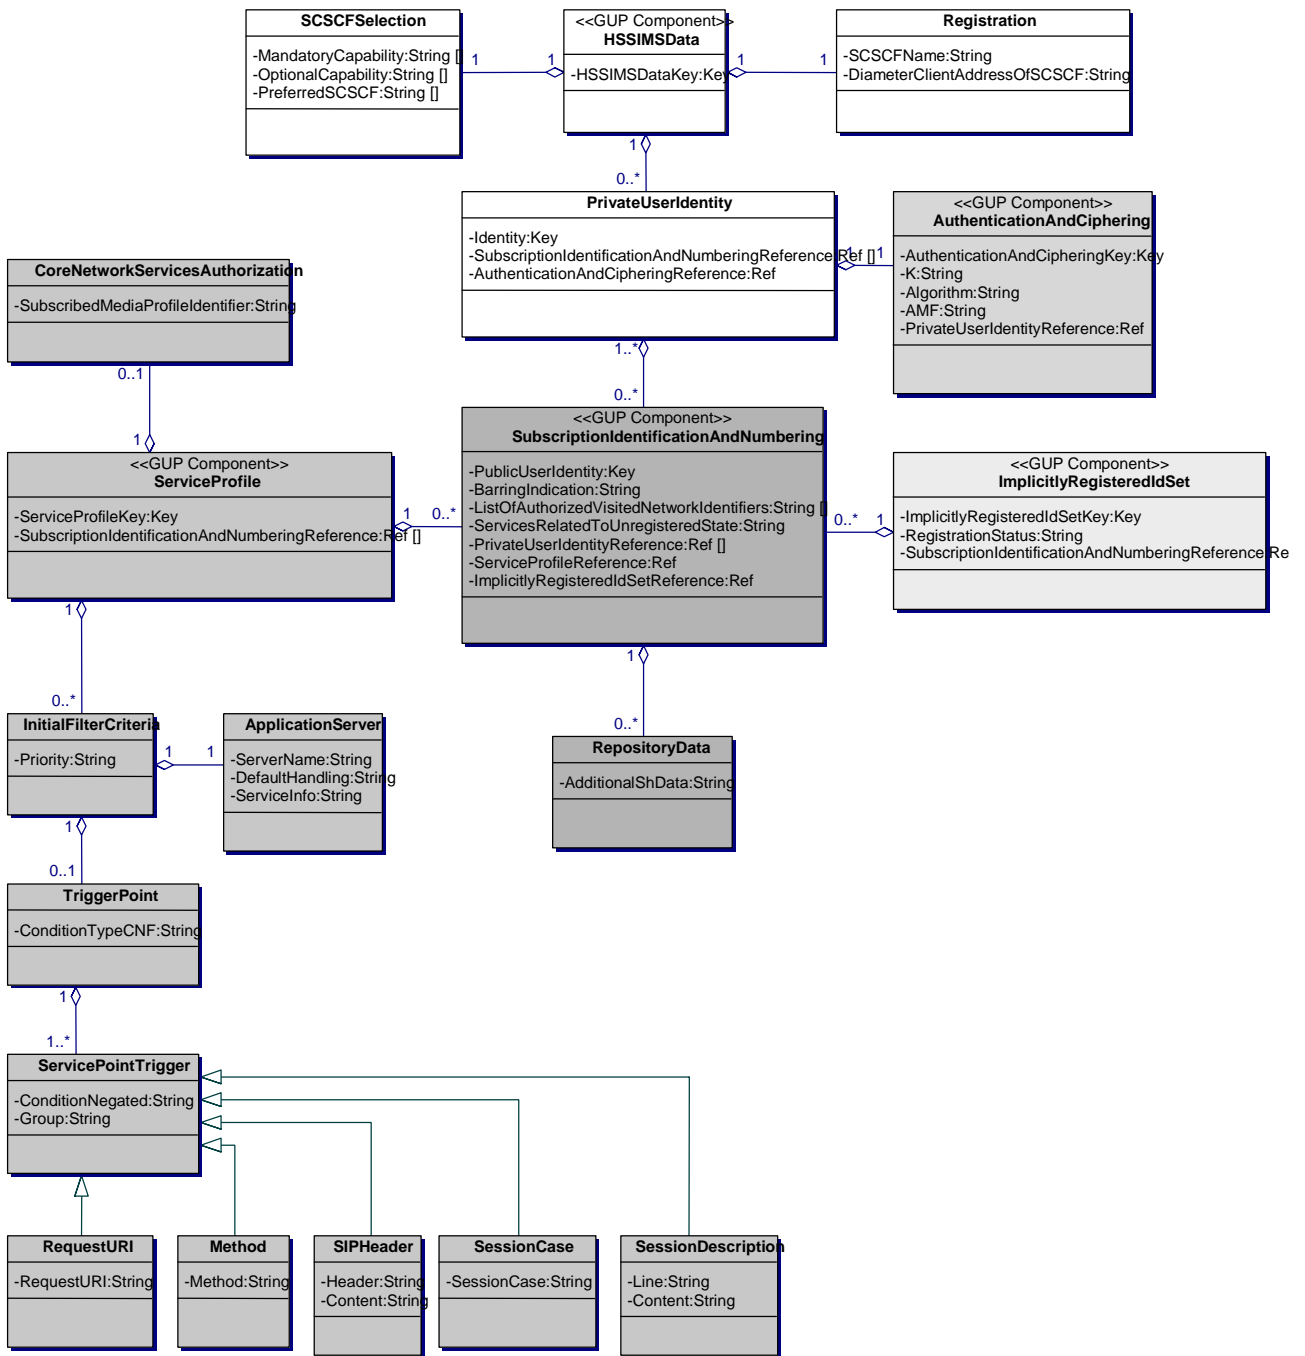 SCSCFSelection
-MandatoryCapability:String []
-OptionalCapability:String []
-PreferredSCSCF:String []
1
1
<<GUP Component>>
HSSIMSData
-HSSIMSDataKey:Key
1
1
Registration
-SCSCFName:String
-DiameterClientAddressOfSCSCF:String
1
0..*
PrivateUserIdentity
-Identity:Key
-SubscriptionIdentificationAndNumberingReference:Ref []
-AuthenticationAndCipheringReference:Ref
1
1
<<GUP Component>>
AuthenticationAndCiphering
-AuthenticationAndCipheringKey:Key
-K:String
-Algorithm:String
-AMF:String
-PrivateUserIdentityReference:Ref
CoreNetworkServicesAuthorization
-SubscribedMediaProfileIdentifier:String
0..1
1
1..*
0..*
<<GUP Component>>
ServiceProfile
-ServiceProfileKey:Key
-SubscriptionIdentificationAndNumberingReference:Ref []
1
0..*
<<GUP Component>>
SubscriptionIdentificationAndNumbering
-PublicUserIdentity:Key
-BarringIndication:String
-ListOfAuthorizedVisitedNetworkIdentifiers:String []
-ServicesRelatedToUnregisteredState:String
-PrivateUserIdentityReference:Ref []
-ServiceProfileReference:Ref
-ImplicitlyRegisteredIdSetReference:Ref
0..*
1
<<GUP Component>>
ImplicitlyRegisteredIdSet
-ImplicitlyRegisteredIdSetKey:Key
-RegistrationStatus:String
-SubscriptionIdentificationAndNumberingReference:Re
1
0..*
1
0..*
InitialFilterCriteria
-Priority:String
1
1
ApplicationServer
-ServerName:String
-DefaultHandling:String
-ServiceInfo:String
RepositoryData
-AdditionalShData:String
1
0..1
TriggerPoint
-ConditionTypeCNF:String
1
1..*
ServicePointTrigger
-ConditionNegated:String
-Group:String
RequestURI
-RequestURI:String
Method
-Method:String
SIPHeader
-Header:String
-Content:String
SessionCase
-SessionCase:String
SessionDescription
-Line:String
-Content:String